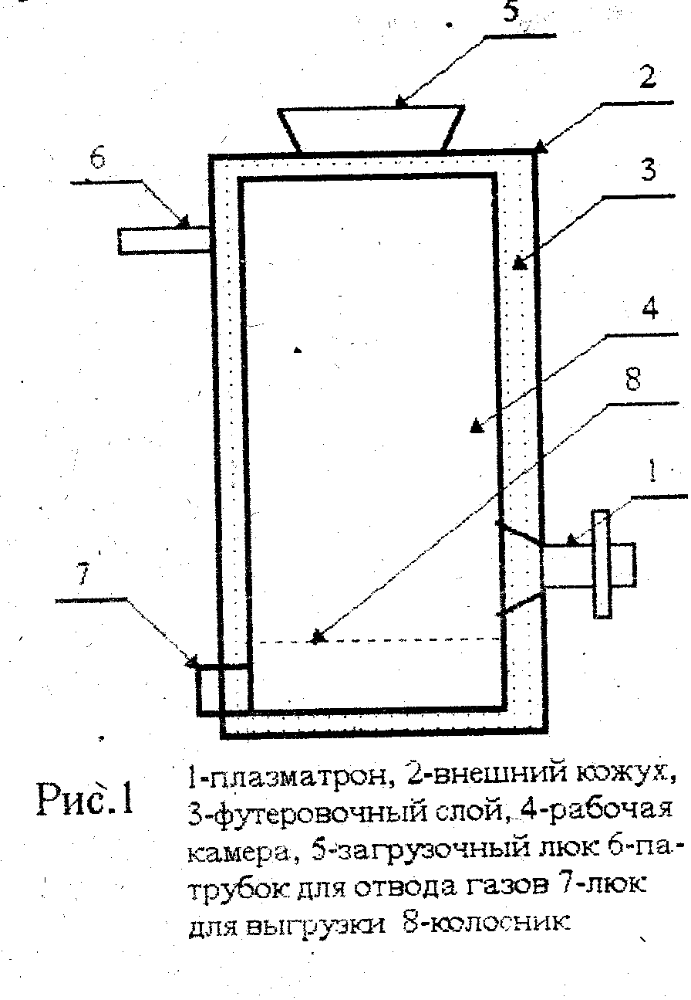 5
2
6
3
4
8
1
7
Рис.1
1-плазматрон, 2-внешний кожух,
3-футеровочный слой, 4-рабочая
камера, 5-загрузочный люк 6-па-
трубок для отвода газов 7-люк
для выгрузки 8-колосник